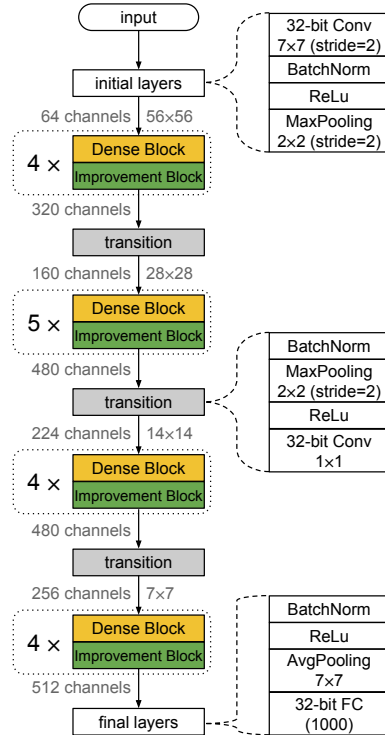 input
initial layers
32-bit Conv
7×7 (stride=2)
BatchNorm
ReLu
MaxPooling
2×2 (stride=2)
64 channels 56×56
4 ×
Dense Block
Improvement Block
320 channels
transition
160 channels 28×28
5 ×
Dense Block
Improvement Block
480 channels
transition
BatchNorm
MaxPooling
2×2 (stride=2)
ReLu
32-bit Conv
1×1
224 channels 14×14
4 ×
Dense Block
Improvement Block
480 channels
transition
256 channels 7×7
4 ×
Dense Block
Improvement Block
512 channels
final layers
BatchNorm
ReLu
AvgPooling
7×7
32-bit FC
(1000)